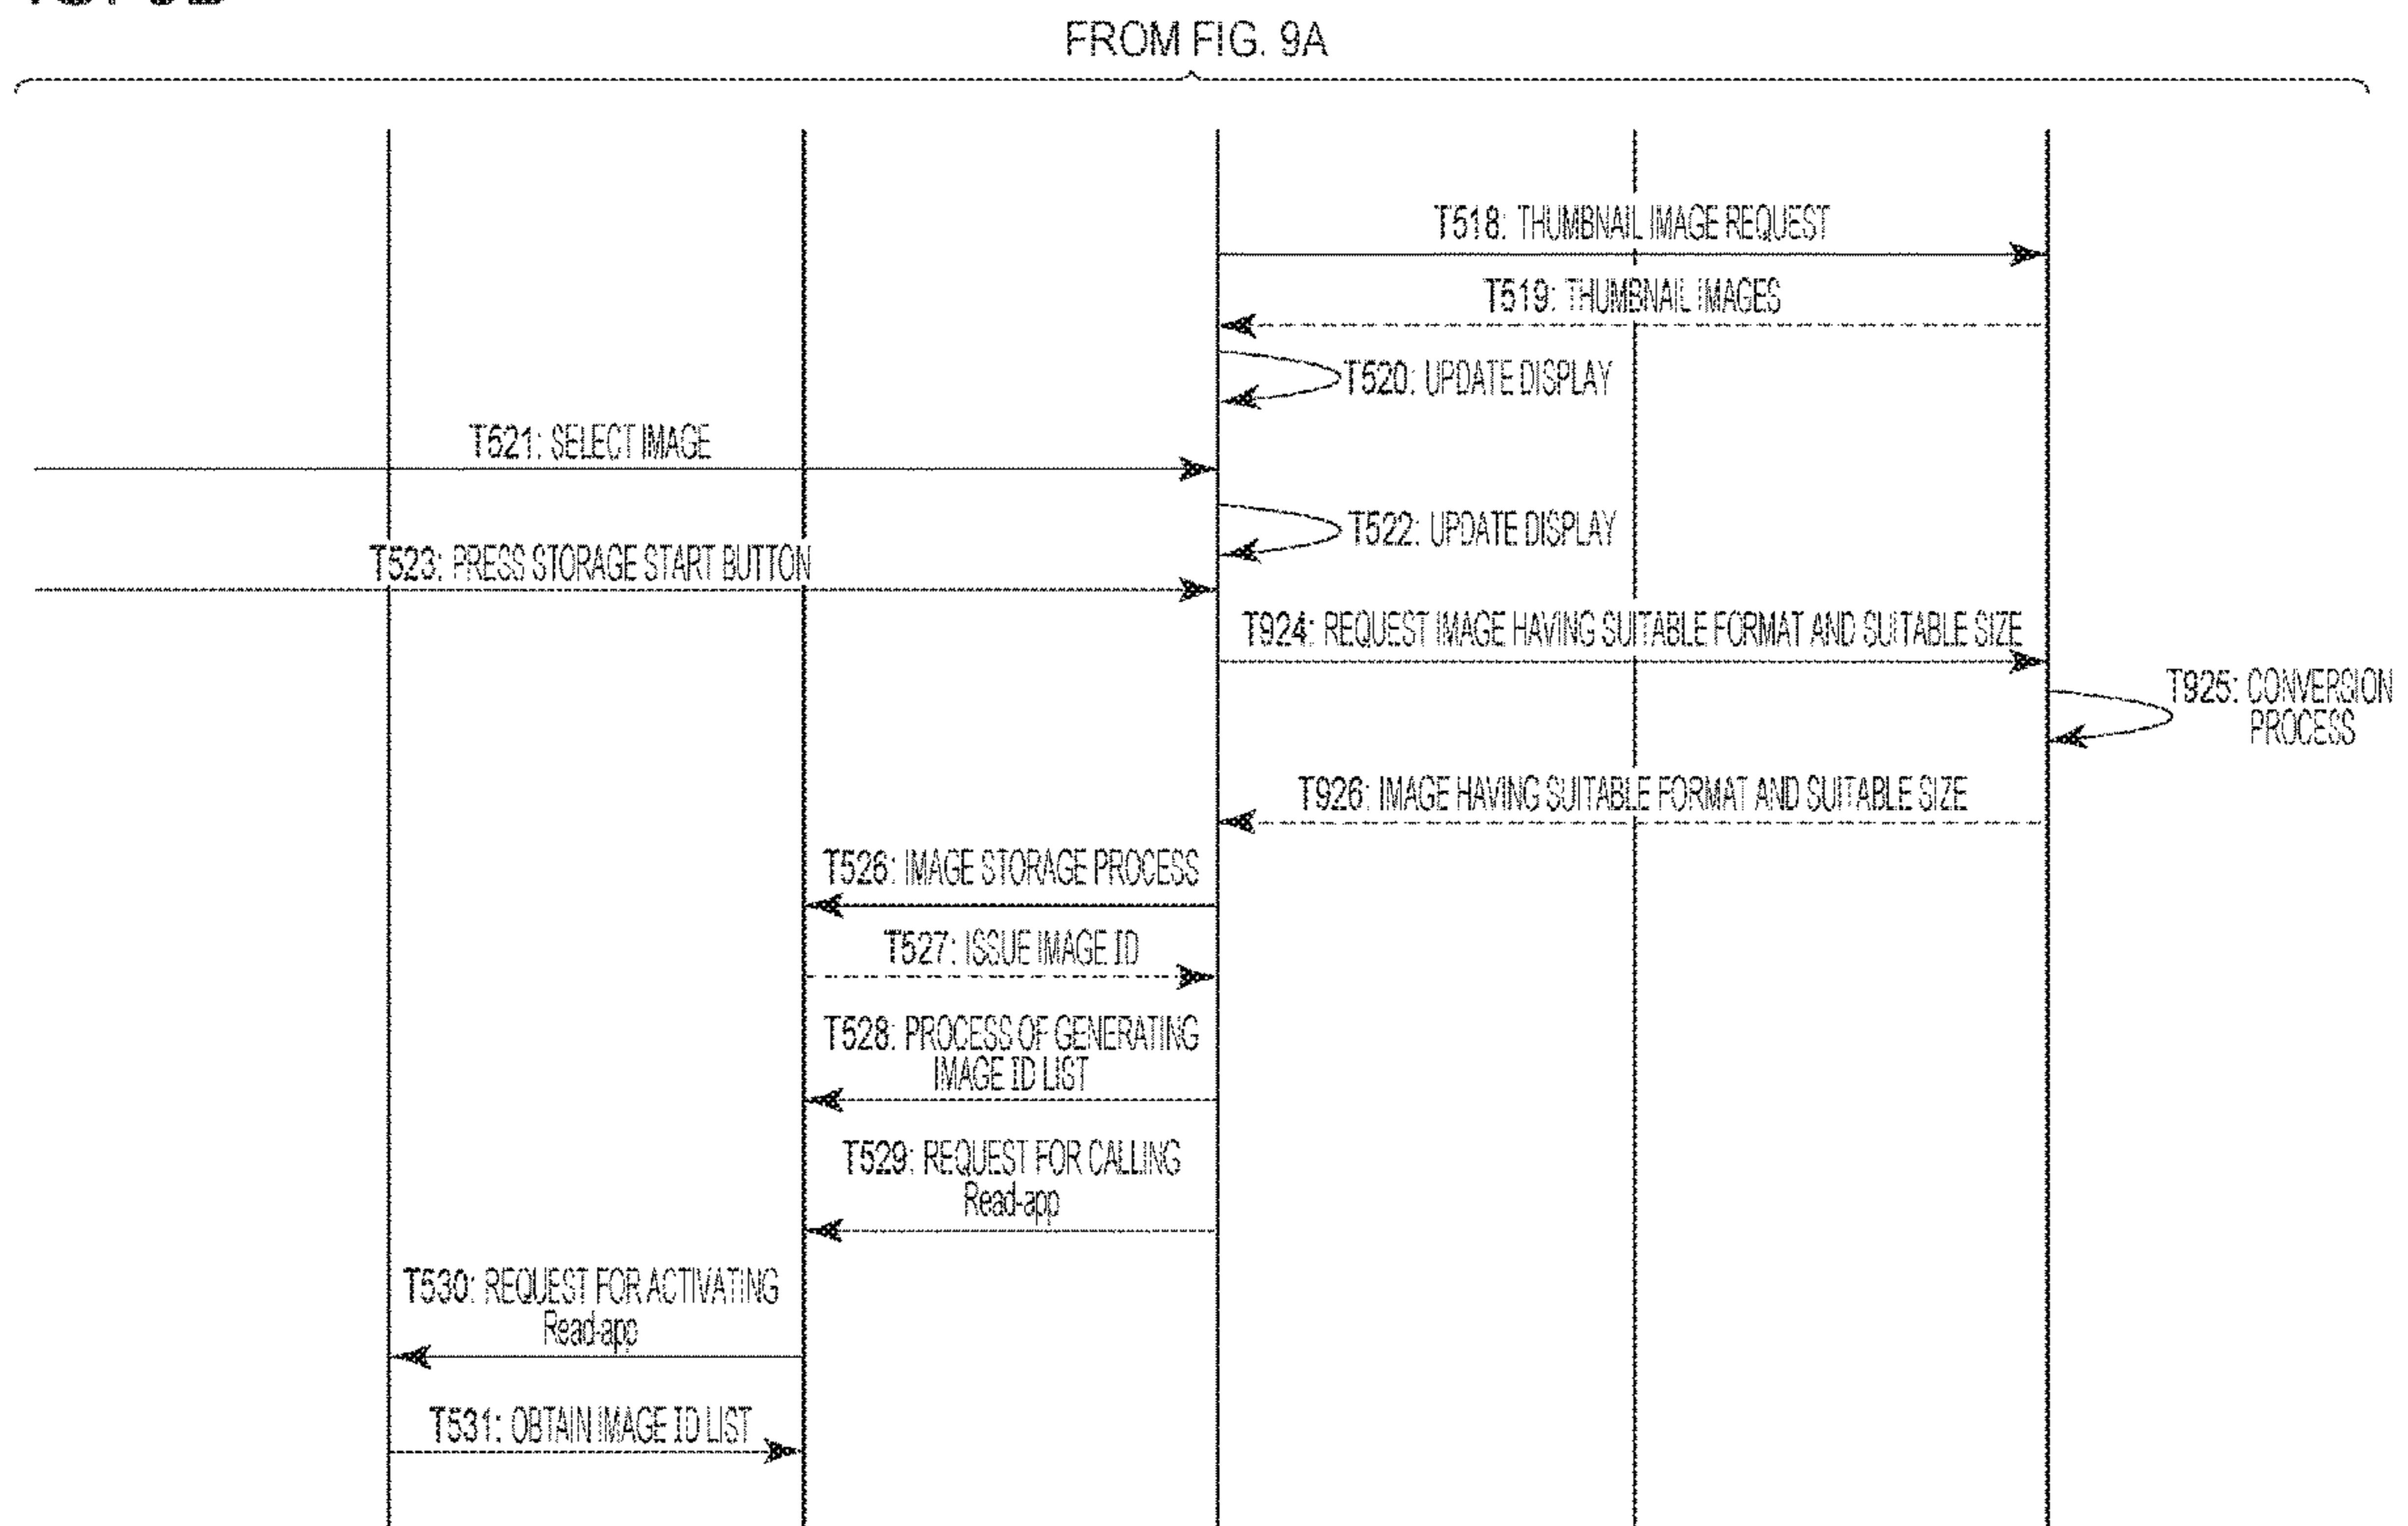 FROM FIG. 9A
T518: THUMBNAIL IMAGE REQUEST
T519: THUMBNAIL IMAGES
T520: UPDATE DISPLAY
T521: SELECT IMAGE
T522: UPDATE DISPLAY
T523: PRESS STORAGE START BUTTON
T924: REQUEST IMAGE HAVING SUITABLE FORMAT AND SUITABLE SIZE
T925: CONVERSION
PROCESS
T926: IMAGE HAVING SUITABLE FORMAT AND SUITABLE SIZE
T526: IMAGE STORAGE PROCESS
T527: ISSUE IMAGE ID
T528: PROCESS OF GENERATING
IMAGE ID LIST
T529: REQUEST FOR CALLING
Read-app
T530: REQUEST FOR ACTIVATING
Read-app
T531: OBTAIN IMAGE ID LIST